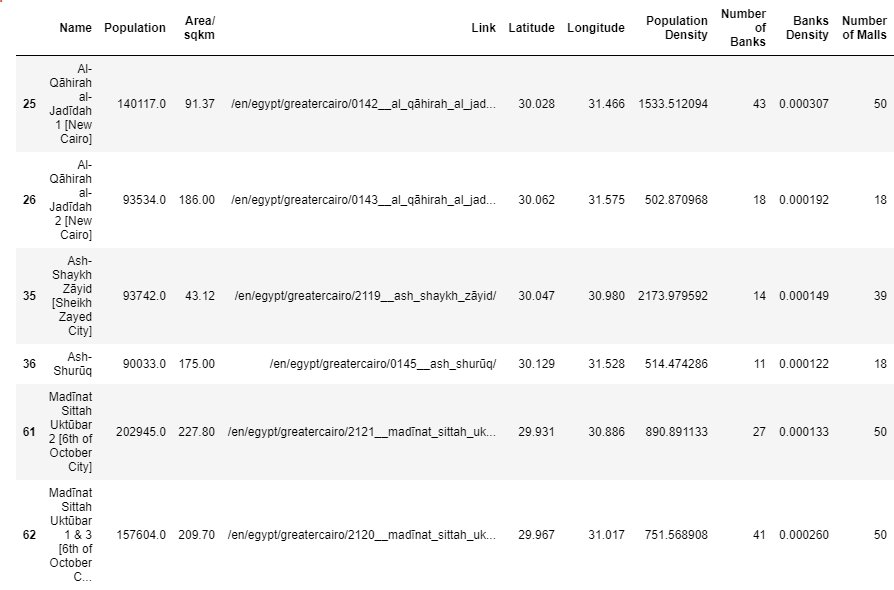 Name Population Area/ sqkm Link Latitude Longitude Population Density Number of Banks Banks Density Number of Malls
25 Al-Qāhirah al-Jadīdah 1 [New Cairo] 140117.0 91.37 /en/egypt/greatercairo/0142__al_qāhirah_al_jad... 30.028 31.466 1533.512094 43 0.000307 50
26 Al-Qāhirah al-Jadīdah 2 [New Cairo] 93534.0 186.00 /en/egypt/greatercairo/0143__al_qāhirah_al_jad... 30.062 31.575 502.870968 18 0.000192 18
35 Ash-Shaykh Zāyid [Sheikh Zayed City] 93742.0 43.12 /en/egypt/greatercairo/2119__ash_shaykh_zāyid/ 30.047 30.980 2173.979592 14 0.000149 39
36 Ash-Shurūq 90033.0 175.00 /en/egypt/greatercairo/0145__ash_shurūq/ 30.129 31.528 514.474286 11 0.000122 18
61 Madīnat Sittah Uktūbar 2 [6th of October City] 202945.0 227.80 /en/egypt/greatercairo/2121__madīnat_sittah_uk... 29.931 30.886 890.891133 27 0.000133 50
62 Madīnat Sittah Uktūbar 1 & 3 [6th of October C... 157604.0 209.70 /en/egypt/greatercairo/2120__madīnat_sittah_uk... 29.967 31.017 751.568908 41 0.000260 50